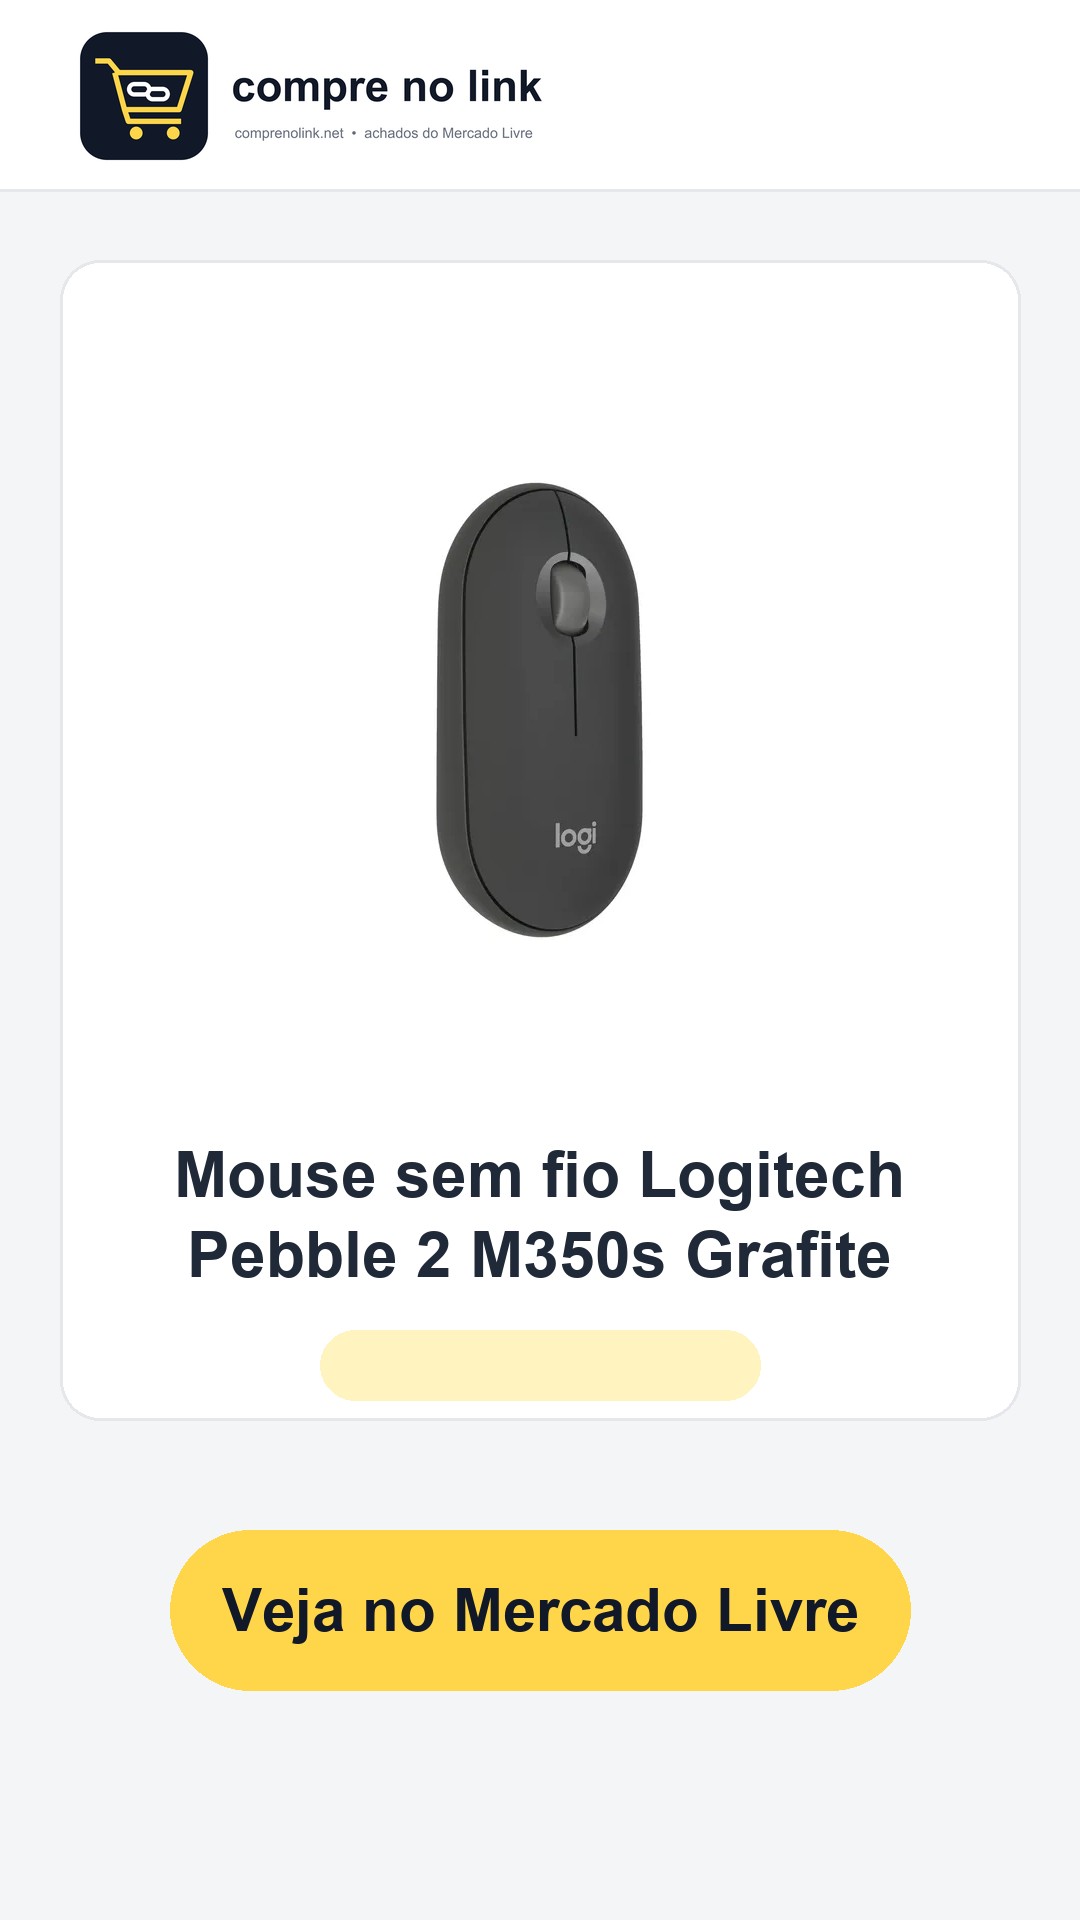 compre no link
comprenolink.net • achados do Mercado Livre
logi
Mouse sem fio Logitech
Pebble 2 M350s Grafite
Veja no Mercado Livre